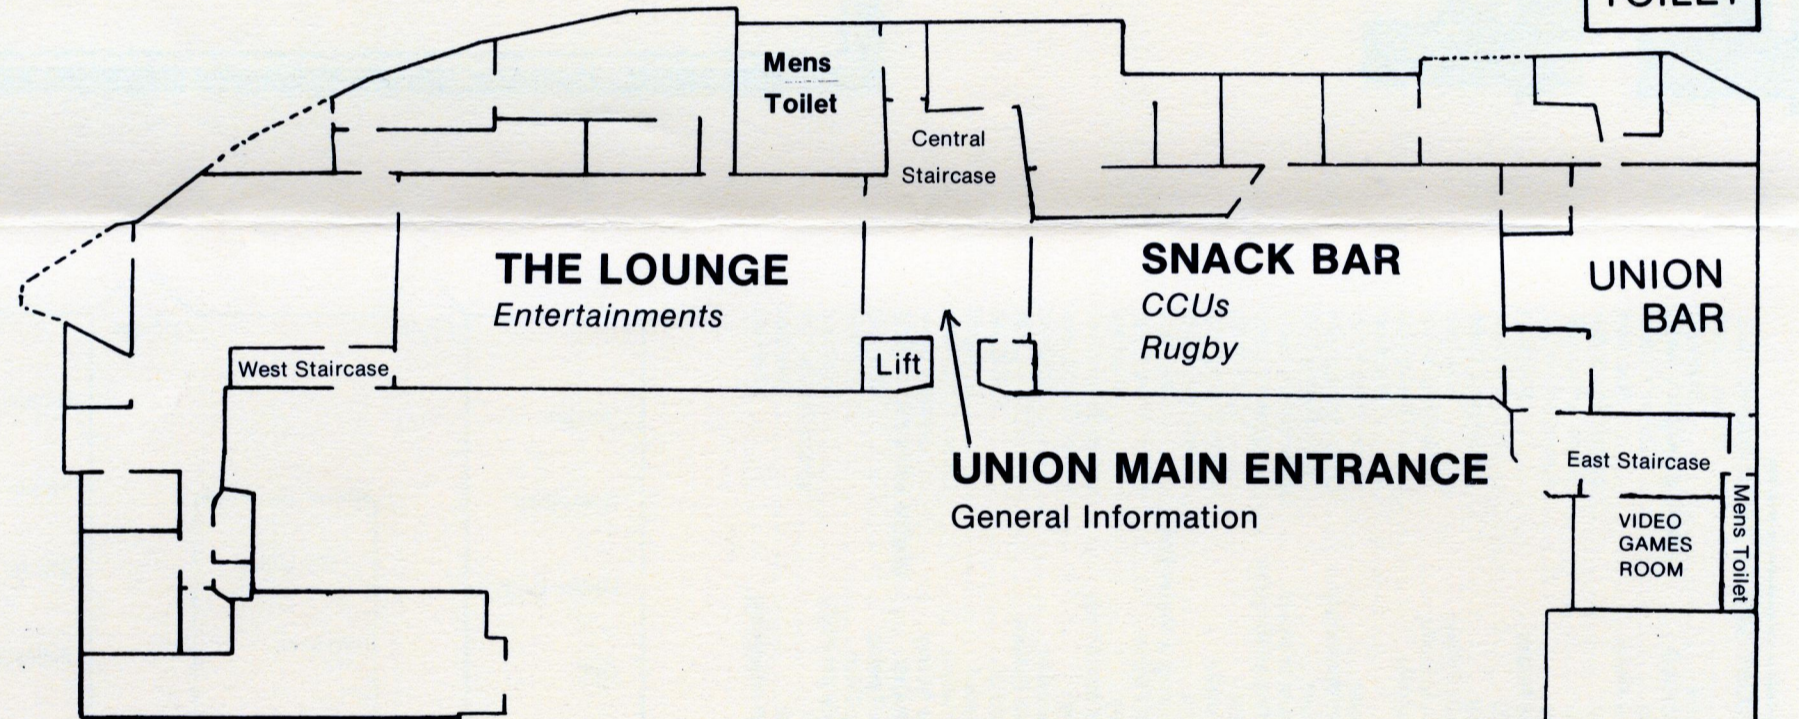 TOILET
Mens
Toilet
Central
Staircase
THE LOUNGE
Entertainments
SNACK BAR
CCUs
Rugby
UNION
BAR
West Staircase
Lift
UNION MAIN ENTRANCE
General Information
East Staircase
VIDEO
GAMES
ROOM
Mens Toilet